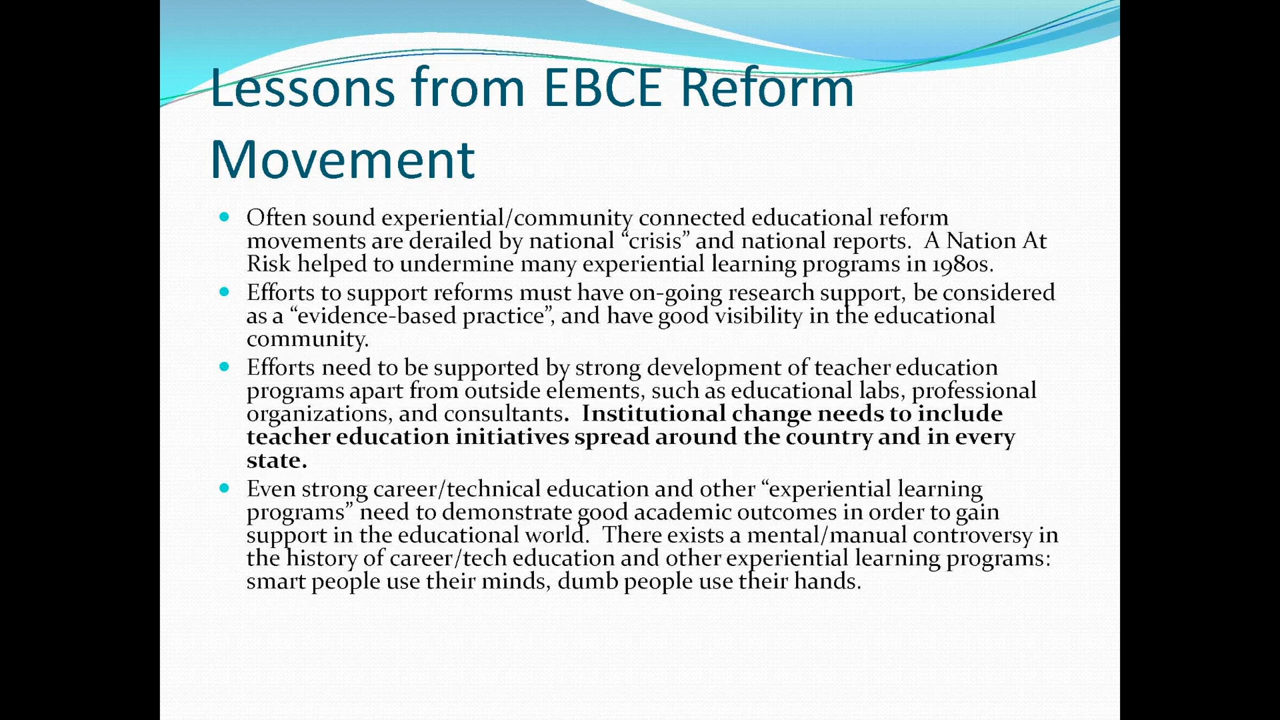 Lessons from EBCE Reform
Movement
Often sound experiential/community connected educational reform
movements are derailed by national “crisis” and national reports.  A Nation At
Risk helped to undermine many experiential learning programs in 1980s.
Efforts to support reforms must have on-going research support, be considered
as a “evidence-based practice”, and have good visibility in the educational
community.
Efforts need to be supported by strong development of teacher education
programs apart from outside elements, such as educational labs, professional
organizations, and consultants.  Institutional change needs to include
teacher education initiatives spread around the country and in every
state.
Even strong career/technical education and other “experiential learning
programs” need to demonstrate good academic outcomes in order to gain
support in the educational world.  There exists a mental/manual controversy in
the history of career/tech education and other experiential learning programs:
smart people use their minds, dumb people use their hands.